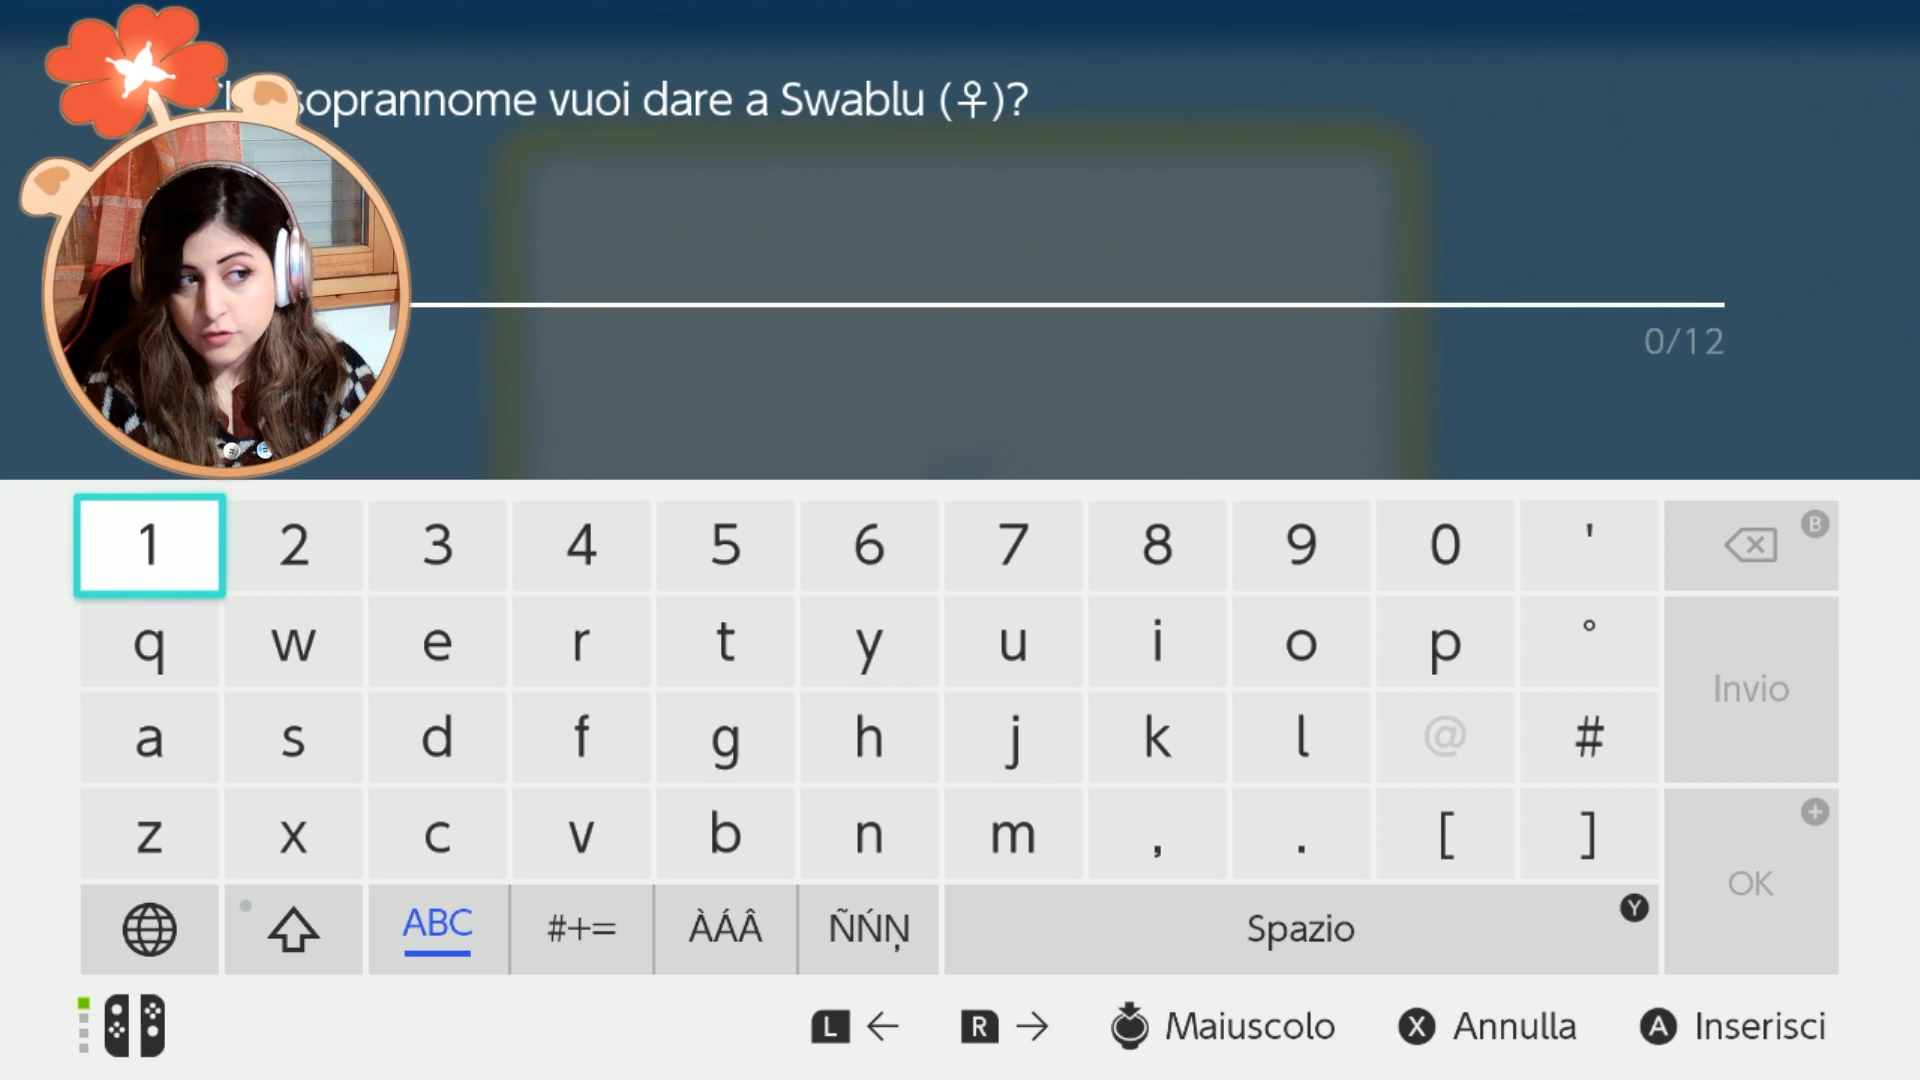 soprannome vuoi dare a Swablu (♀)?
0/12
1 2 3 4 5 6 7 8 9 0 ' B
q w e r t y u i o p °
Invio
a s d f g h j k l @ #
z x c v b n m , . [ ] +
OK
ABC #+= ÀÁÂ ÑŃŅ Spazio Y
L ← R → Maiuscolo X Annulla A Inserisci